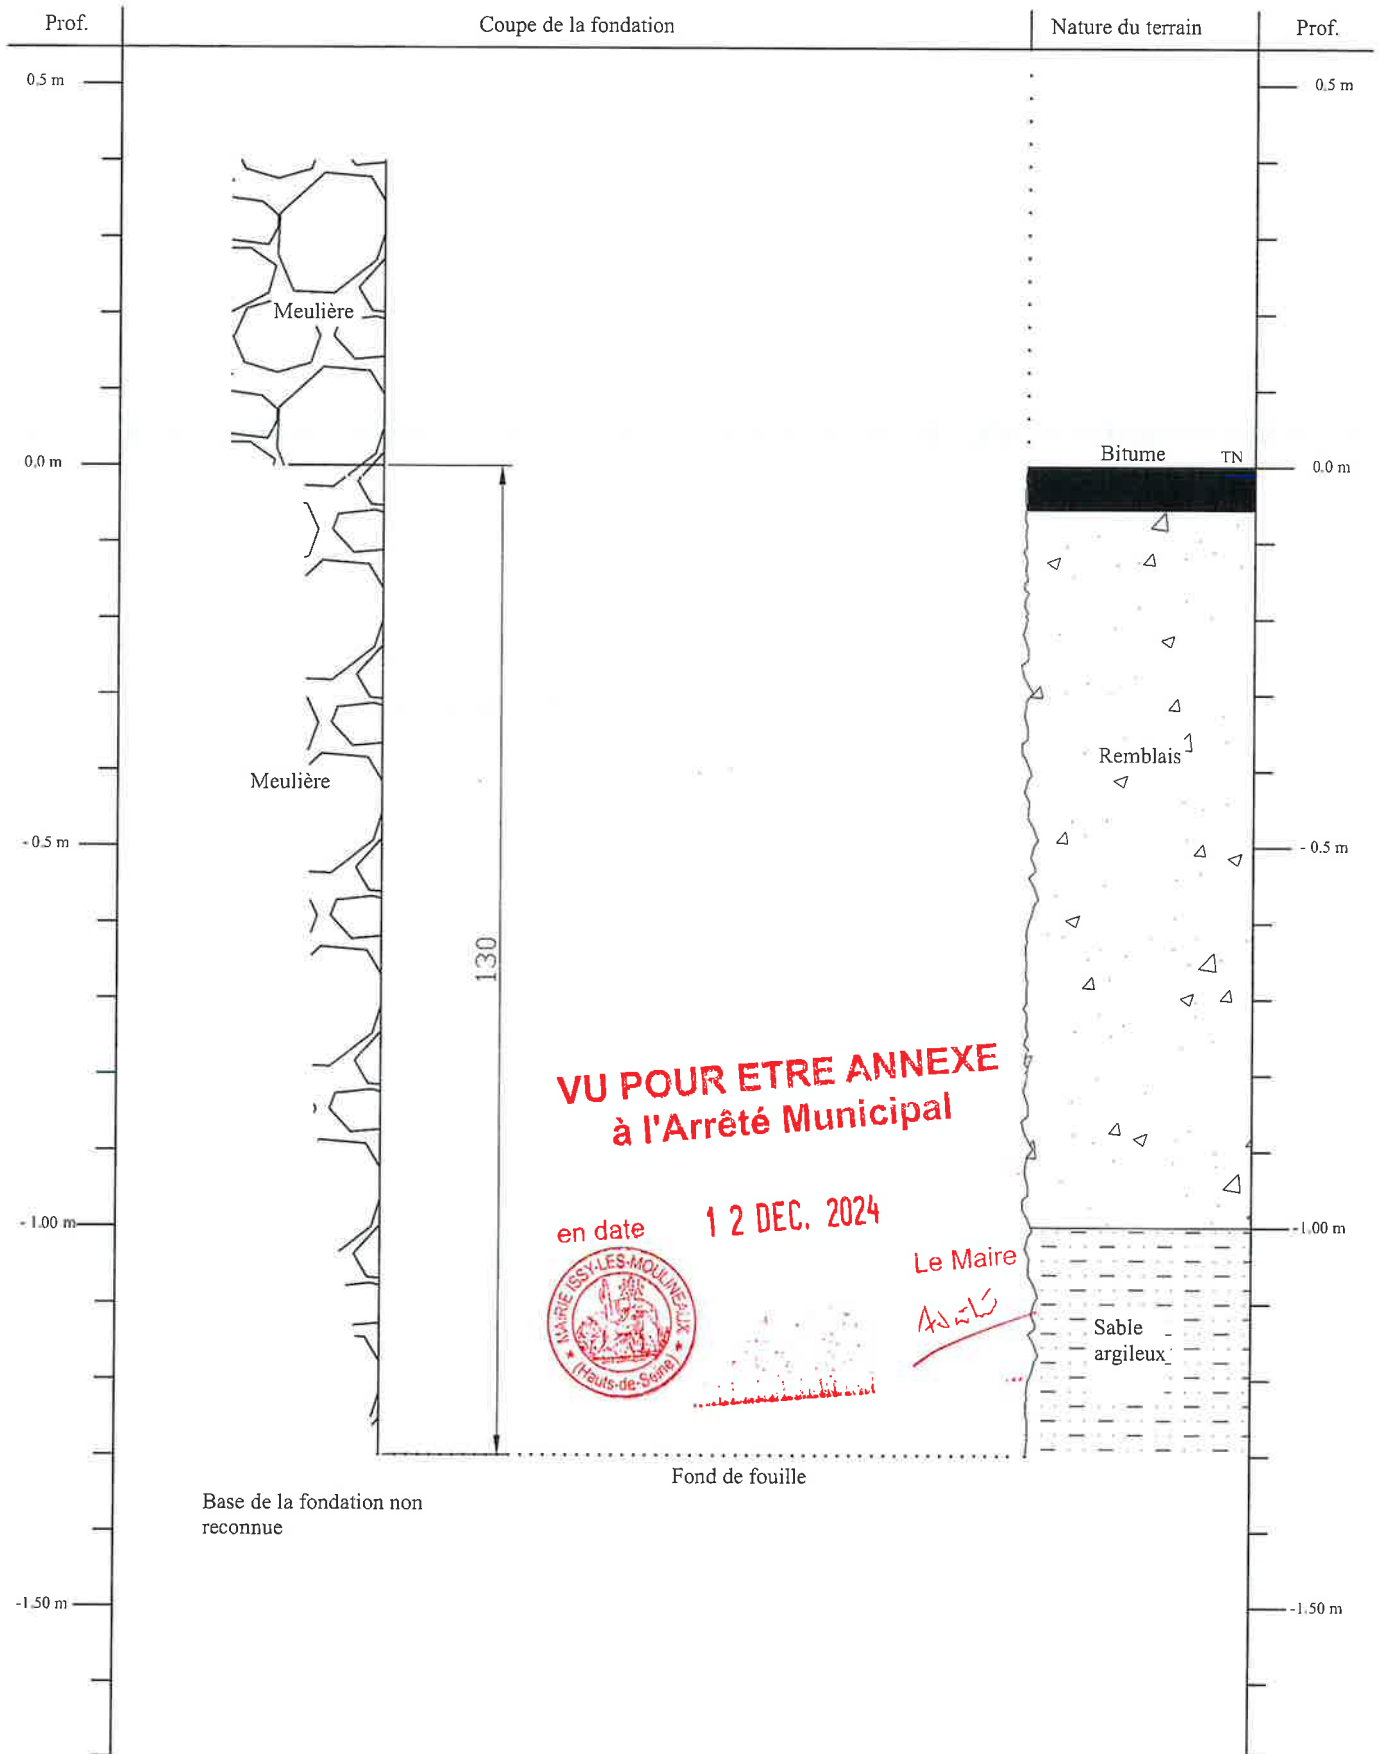 Prof.
Coupe de la fondation
Nature du terrain
Prof.
0.5 m
0.5 m
Meulière
0.0 m
Bitume
TN
0.0 m
Remblais
Meulière
- 0.5 m
- 0.5 m
130
VU POUR ETRE ANNEXE
à l'Arrêté Municipal
- 1.00 m
en date
1 2 DEC. 2024
-1.00 m
Le Maire
MAIRIE ISSY-LES-MOULINEAUX
(Hauts-de-Seine)
Sable
argileux
Fond de fouille
Base de la fondation non
reconnue
-1.50 m
-1.50 m